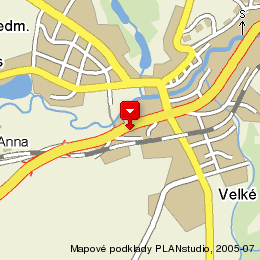 edm.
S
s
Anna
Velké
Mapové podklady PLANstudio, 2005-07